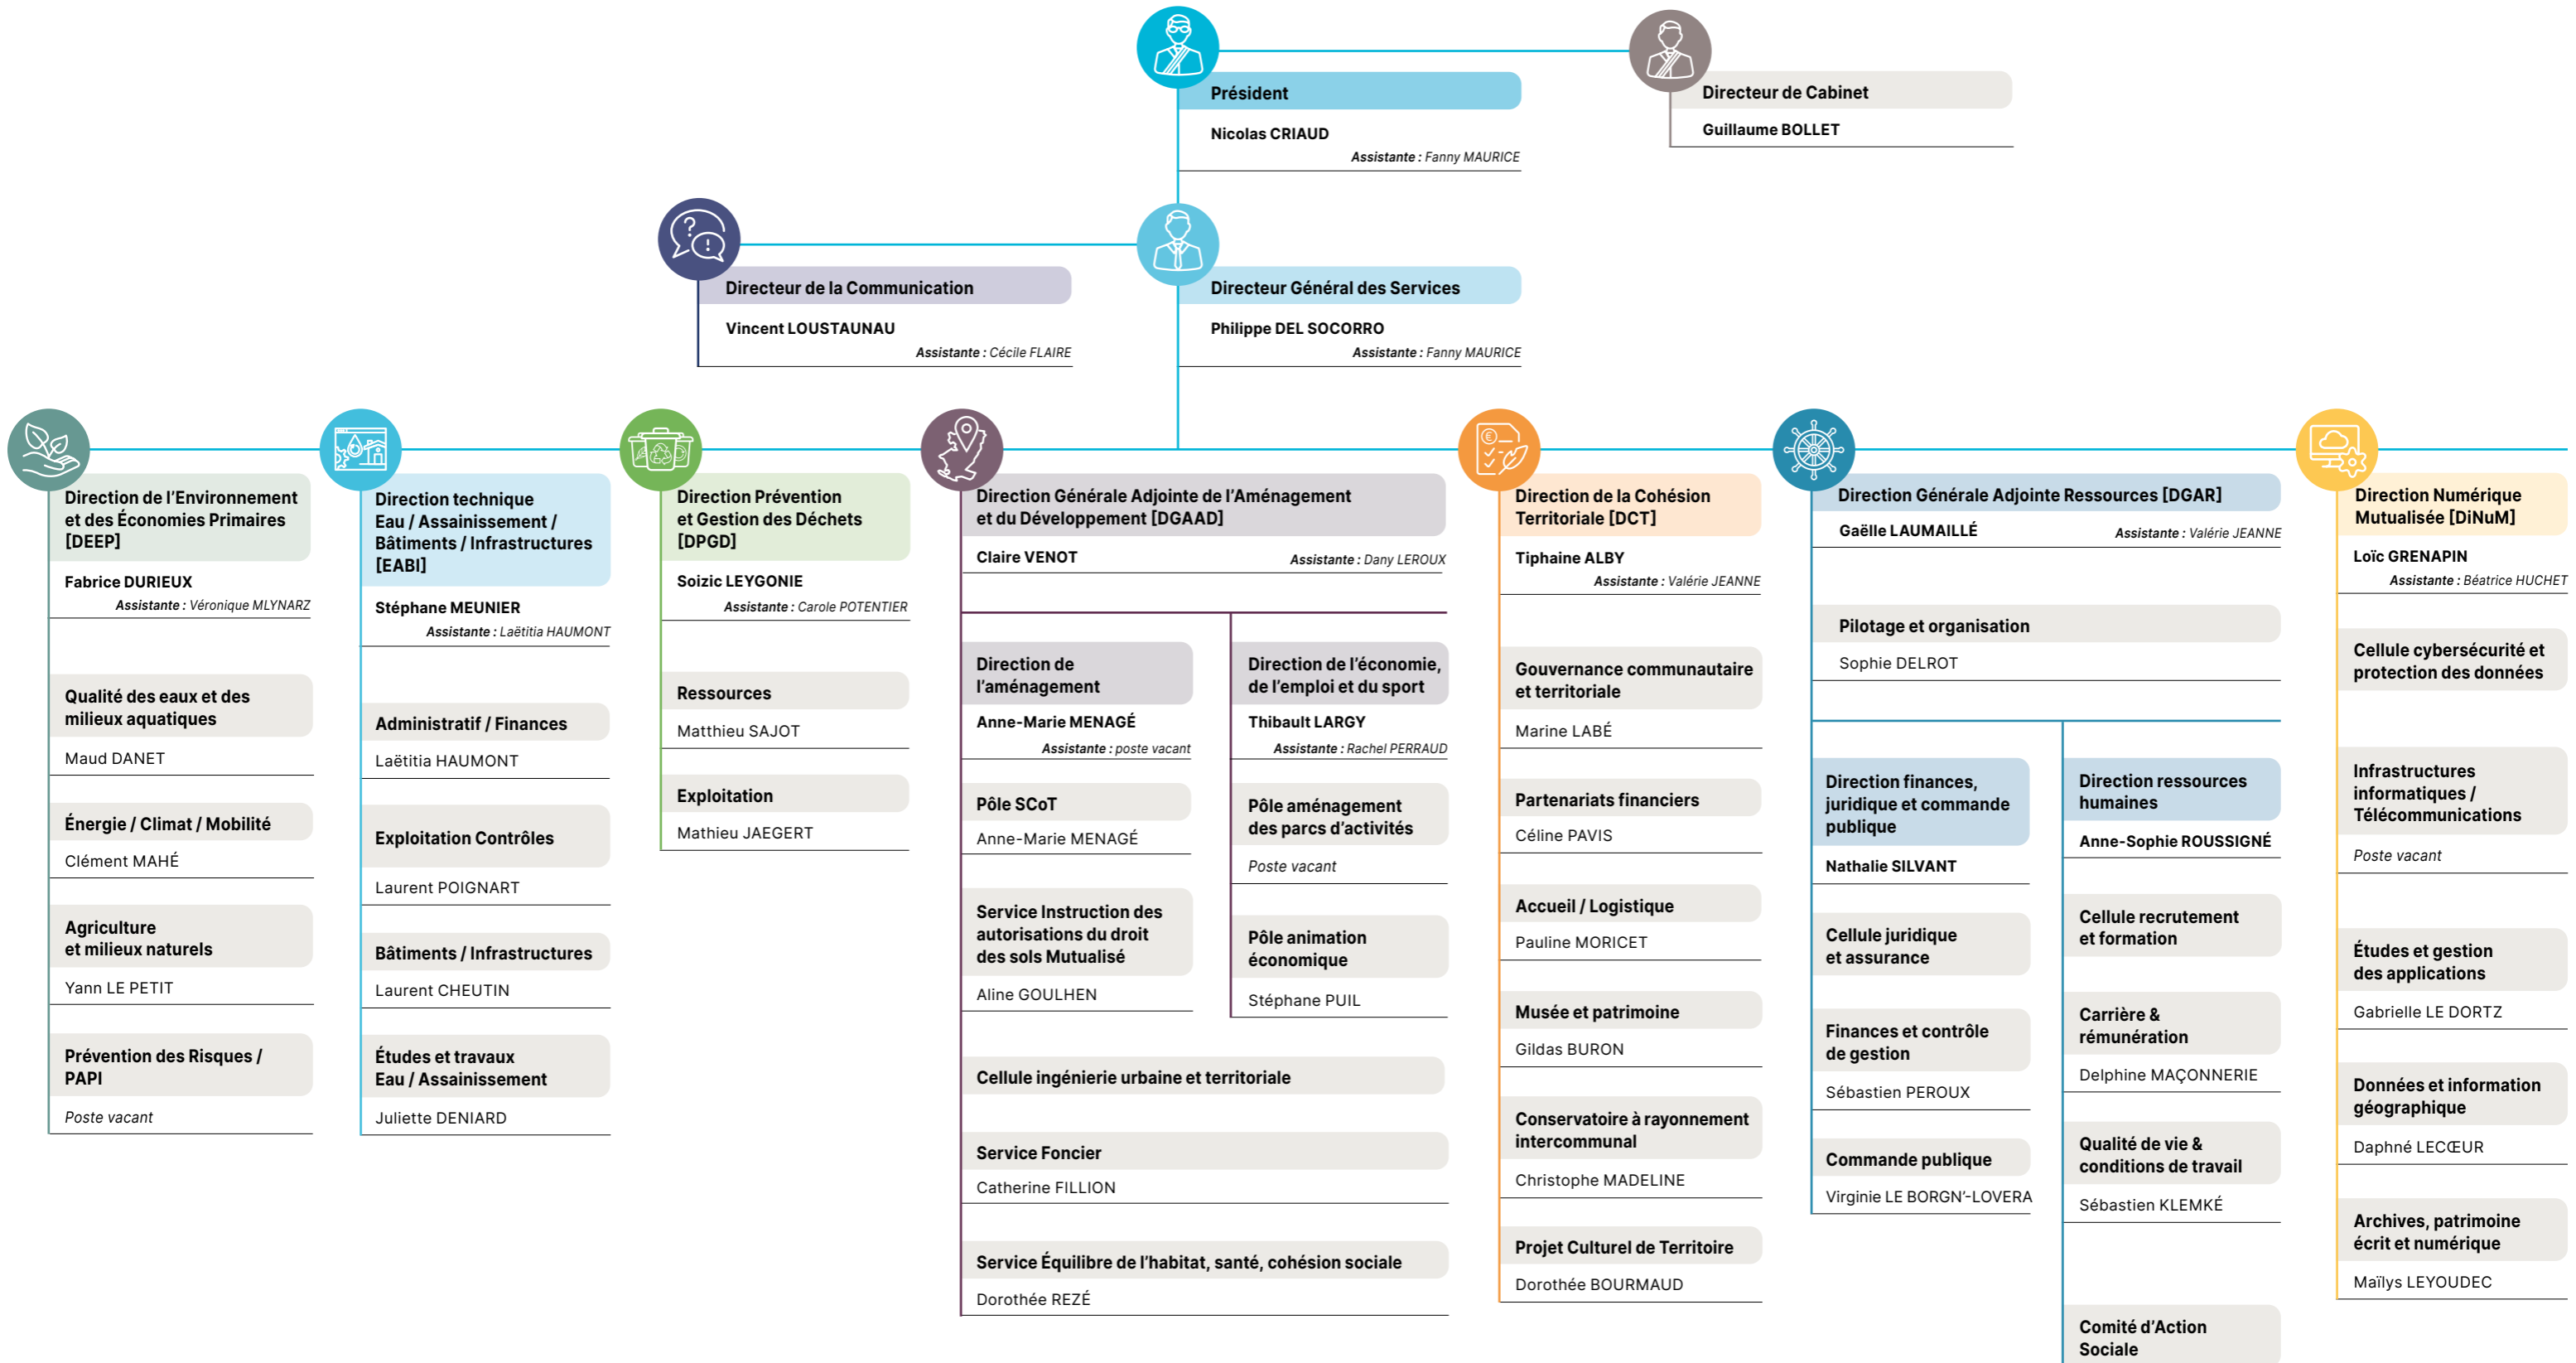 Président
Nicolas CRIAUD
Assistante : Fanny MAURICE
Directeur de Cabinet
Guillaume BOLLET
Directeur de la Communication
Vincent LOUSTAUNAU
Assistante : Cécile FLAIRE
Directeur Général des Services
Philippe DEL SOCORRO
Assistante : Fanny MAURICE
Direction de l'Environnement
et des Économies Primaires
[DEEP]
Fabrice DURIEUX
Assistante : Véronique MLYNARZ
Qualité des eaux et des
milieux aquatiques
Maud DANET
Énergie / Climat / Mobilité
Clément MAHÉ
Agriculture
et milieux naturels
Yann LE PETIT
Prévention des Risques /
PAPI
Poste vacant
Direction technique
Eau / Assainissement /
Bâtiments / Infrastructures
[EABI]
Stéphane MEUNIER
Assistante : Laëtitia HAUMONT
Administratif / Finances
Laëtitia HAUMONT
Exploitation Contrôles
Laurent POIGNART
Bâtiments / Infrastructures
Laurent CHEUTIN
Études et travaux
Eau / Assainissement
Juliette DENIARD
Direction Prévention
et Gestion des Déchets
[DPGD]
Soizic LEYGONIE
Assistante : Carole POTENTIER
Ressources
Matthieu SAJOT
Exploitation
Mathieu JAEGERT
Direction Générale Adjointe de l'Aménagement
et du Développement [DGAAD]
Claire VENOT
Assistante : Dany LEROUX
Direction de
l'aménagement
Anne-Marie MENAGÉ
Assistante : poste vacant
Pôle SCoT
Anne-Marie MENAGÉ
Service Instruction des
autorisations du droit
des sols Mutualisé
Aline GOULHEN
Direction de l'économie,
de l'emploi et du sport
Thibault LARGY
Assistante : Rachel PERRAUD
Pôle aménagement
des parcs d'activités
Poste vacant
Pôle animation
économique
Stéphane PUIL
Cellule ingénierie urbaine et territoriale
Service Foncier
Catherine FILLION
Service Équilibre de l'habitat, santé, cohésion sociale
Dorothée REZÉ
Direction de la Cohésion
Territoriale [DCT]
Tiphaine ALBY
Assistante : Valérie JEANNE
Gouvernance communautaire
et territoriale
Marine LABÉ
Partenariats financiers
Céline PAVIS
Accueil / Logistique
Pauline MORICET
Musée et patrimoine
Gildas BURON
Conservatoire à rayonnement
intercommunal
Christophe MADELINE
Projet Culturel de Territoire
Dorothée BOURMAUD
Direction Générale Adjointe Ressources [DGAR]
Gaëlle LAUMAILLÉ
Assistante : Valérie JEANNE
Pilotage et organisation
Sophie DELROT
Direction finances,
juridique et commande
publique
Nathalie SILVANT
Cellule juridique
et assurance
Finances et contrôle
de gestion
Sébastien PEROUX
Commande publique
Virginie LE BORGN'-LOVERA
Direction ressources
humaines
Anne-Sophie ROUSSIGNÉ
Cellule recrutement
et formation
Carrière &
rémunération
Delphine MAÇONNERIE
Qualité de vie &
conditions de travail
Sébastien KLEMKÉ
Comité d'Action
Sociale
Direction Numérique
Mutualisée [DiNuM]
Loïc GRENAPIN
Assistante : Béatrice HUCHET
Cellule cybersécurité et
protection des données
Infrastructures
informatiques /
Télécommunications
Poste vacant
Études et gestion
des applications
Gabrielle LE DORTZ
Données et information
géographique
Daphné LECŒUR
Archives, patrimoine
écrit et numérique
Maïlys LEYOUDEC